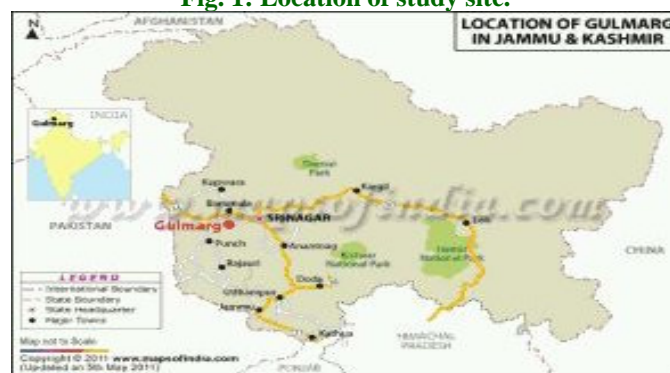 Fig. 1: Location of study site.
N
AFGHANISTAN
LOCATION OF GULMARG
IN JAMMU & KASHMIR
INDIA
Gulmarg
Park
Kupwara
Kargil
Baramula
SRINAGAR
Leh
www.mapsofindia.com
PAKISTAN
Gulmarg
Punch
Anantnag
CHINA
Kishtwar
National Park
Hemis
National Park
Rajauri
LEGEND
International Boundary
State Boundary
State Headquarter
Major Towns
Doda
Udhampur
Jammu
Kathua
HIMACHAL
PRADESH
Map not to Scale
Copyright © 2011 www.mapsofindia.com
(Updated on 5th May 2011)
PUNJAB